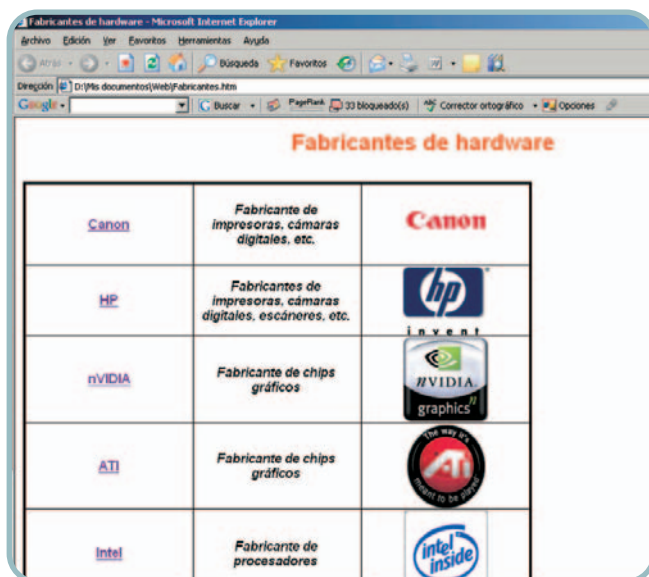 Fabricantes de hardware - Microsoft Internet Explorer
Archivo Edición Ver Favoritos Herramientas Ayuda
Atrás Búsqueda Favoritos
Dirección D:\Mis documentos\Web\Fabricantes.htm
Google Buscar PageRank 33 bloqueado(s) ABC Corrector ortográfico Opciones
Fabricantes de hardware
Canon
Fabricante de
impresoras, cámaras
digitales, etc.
Canon
HP
Fabricantes de
impresoras, cámaras
digitales, escáneres, etc.
hp
invent
nVIDIA
Fabricante de chips
gráficos
nVIDIA.
graphics n
ATI
Fabricante de chips
gráficos
The way it's
ATi
meant to be played
Intel
Fabricante de
procesadores
intel
inside